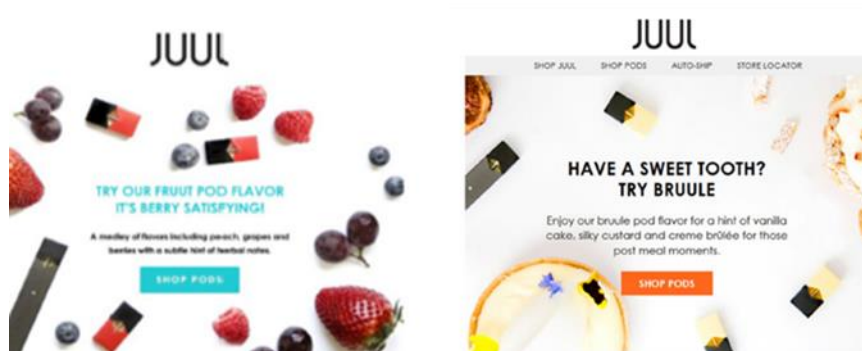 JUUL
TRY OUR FRUUT POD FLAVOR
IT'S BERRY SATISFYING!
A medley of flavors including peach, grapes and
berries with a subtle hint of herbal notes.
SHOP PODS
JUUL
SHOP JUUL SHOP PODS AUTO-SHIP STORE LOCATOR
HAVE A SWEET TOOTH?
TRY BRUULE
Enjoy our bruule pod flavor for a hint of vanilla
cake, silky custard and creme brûlée for those
post meal moments.
SHOP PODS